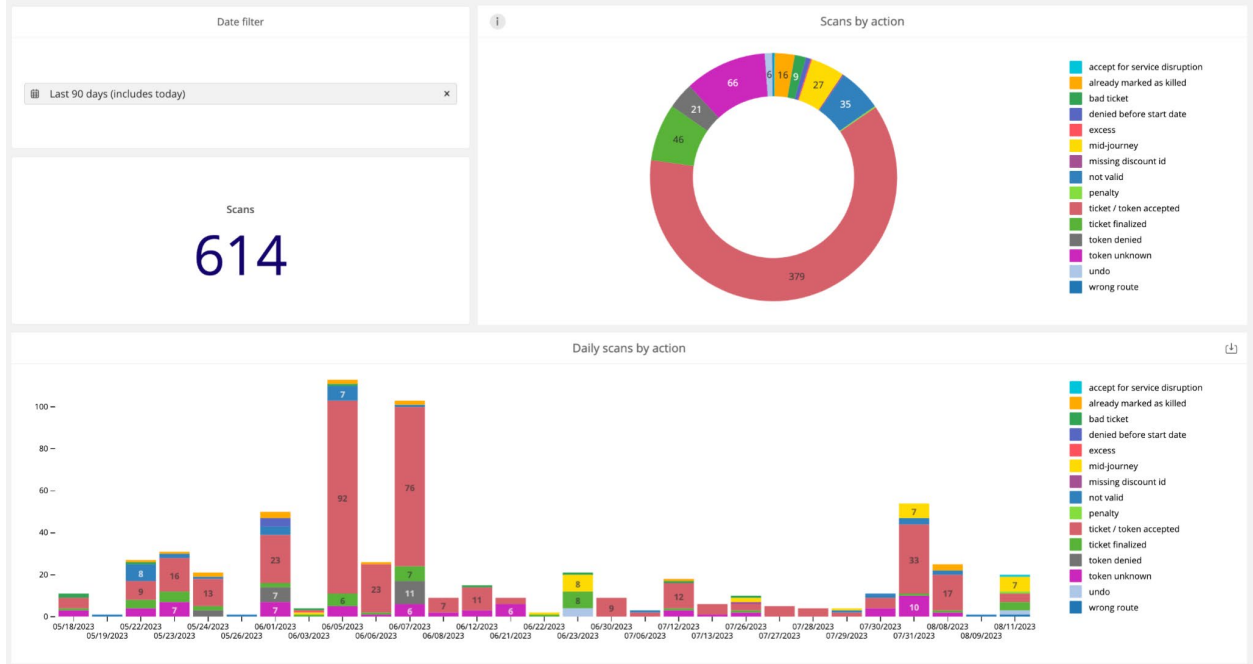 Date filter
Last 90 days (includes today)
×
Scans
614
i
Scans by action
6
16
9
27
35
66
21
46
379
accept for service disruption
already marked as killed
bad ticket
denied before start date
excess
mid-journey
missing discount id
not valid
penalty
ticket / token accepted
ticket finalized
token denied
token unknown
undo
wrong route
Daily scans by action
100
80
60
40
20
0
8
9
7
16
13
23
7
7
7
92
6
23
76
7
11
6
7
11
6
8
8
9
12
7
33
10
17
7
05/18/2023
05/22/2023
05/24/2023
06/01/2023
06/05/2023
06/07/2023
06/12/2023
06/22/2023
06/30/2023
07/12/2023
07/26/2023
07/28/2023
07/30/2023
08/08/2023
08/11/2023
05/19/2023
05/23/2023
05/26/2023
06/03/2023
06/06/2023
06/08/2023
06/21/2023
06/23/2023
07/06/2023
07/13/2023
07/27/2023
07/29/2023
07/31/2023
08/09/2023
accept for service disruption
already marked as killed
bad ticket
denied before start date
excess
mid-journey
missing discount id
not valid
penalty
ticket / token accepted
ticket finalized
token denied
token unknown
undo
wrong route